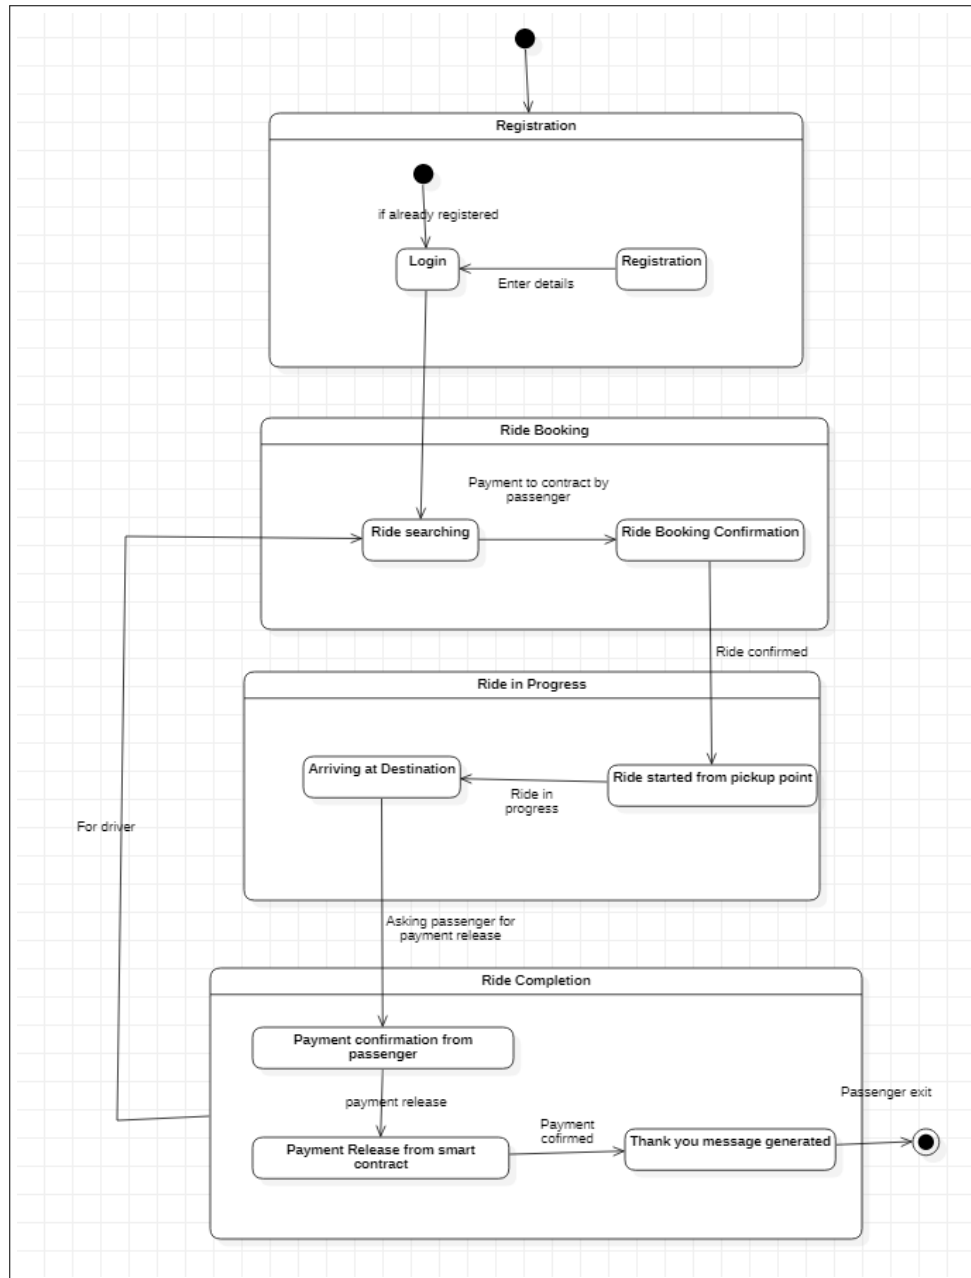 Registration
if already registered
Login
Registration
Enter details
Ride Booking
Payment to contract by
passenger
Ride searching
Ride Booking Confirmation
Ride confirmed
Ride in Progress
Arriving at Destination
Ride started from pickup point
Ride in
progress
For driver
Asking passenger for
payment release
Ride Completion
Payment confirmation from
passenger
Passenger exit
payment release
Payment
cofirmed
Thank you message generated
Payment Release from smart
contract